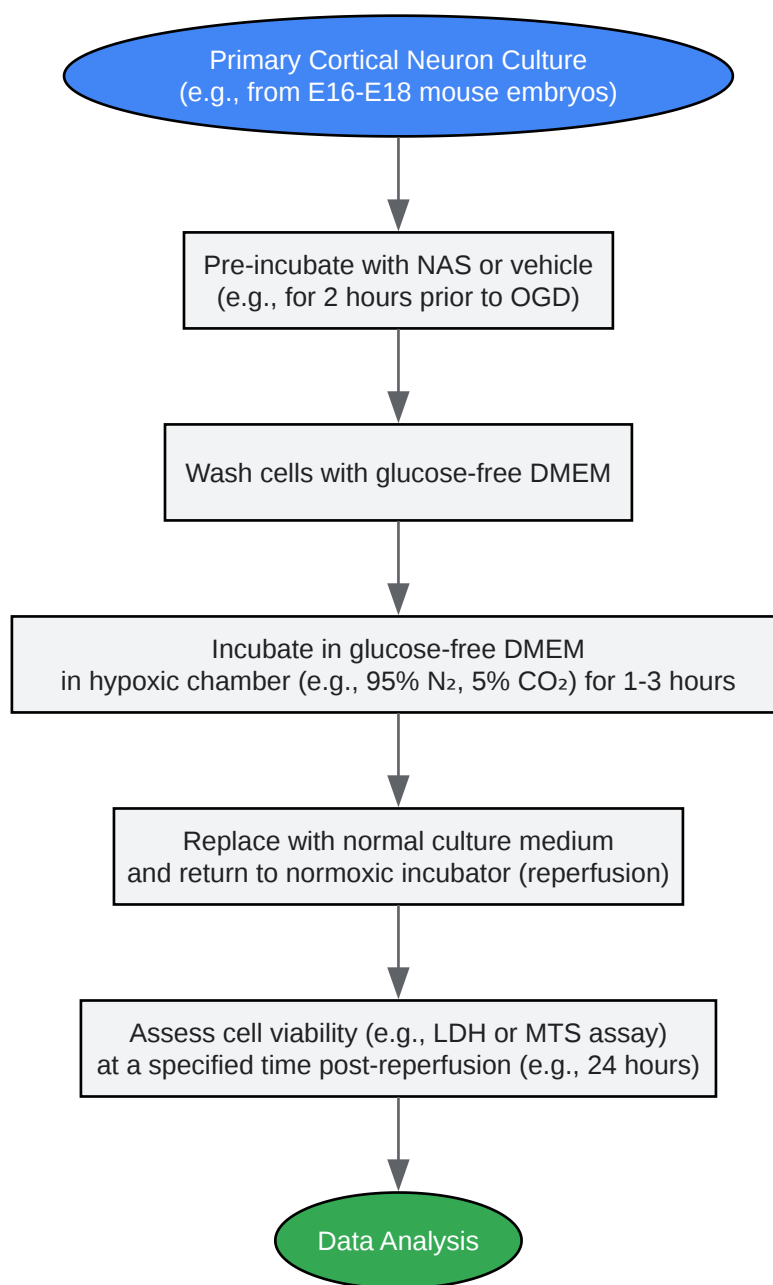 Primary Cortical Neuron Culture
(e.g., from E16-E18 mouse embryos)
Pre-incubate with NAS or vehicle
(e.g., for 2 hours prior to OGD)
Wash cells with glucose-free DMEM
Incubate in glucose-free DMEM
in hypoxic chamber (e.g., 95% N₂, 5% CO₂) for 1-3 hours
Replace with normal culture medium
and return to normoxic incubator (reperfusion)
Assess cell viability (e.g., LDH or MTS assay)
at a specified time post-reperfusion (e.g., 24 hours)
Data Analysis